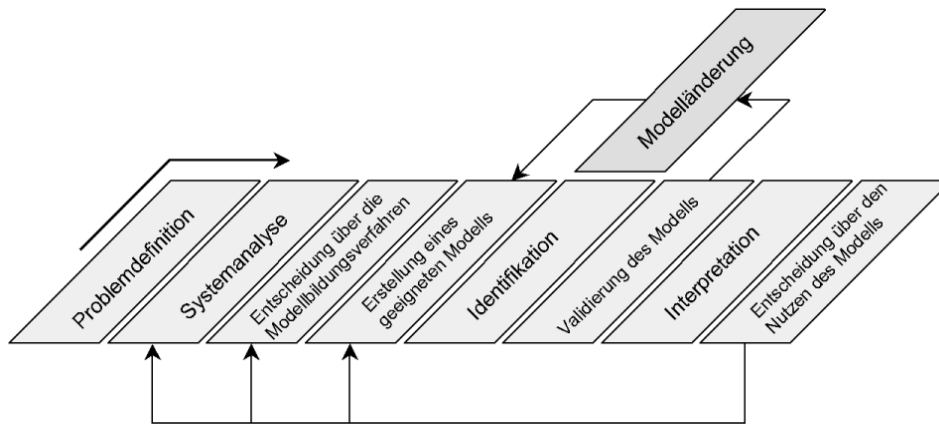 Modelländerung
Problemdefinition
Systemanalyse
Entscheidung über die
Modellbildungsverfahren
Erstellung eines
geeigneten Modells
Identifikation
Validierung des Modells
Interpretation
Entscheidung über den
Nutzen des Modells